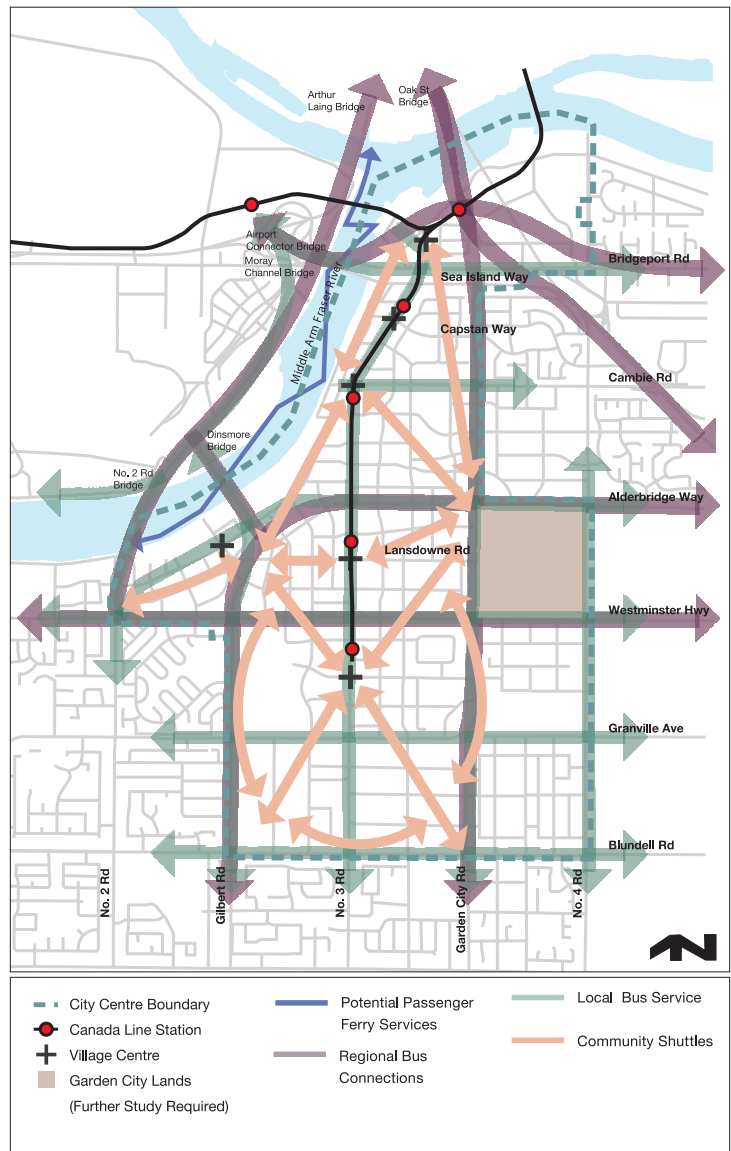 Arthur
Laing Bridge
Oak St
Bridge
Airport
Connector Bridge
Moray
Channel Bridge
Bridgeport Rd
Sea Island Way
Middle Arm Fraser River
Capstan Way
Cambie Rd
Dinsmore
Bridge
No. 2 Rd
Bridge
Alderbridge Way
Lansdowne Rd
Westminster Hwy
Granville Ave
Blundell Rd
No. 2 Rd
Gilbert Rd
No. 3 Rd
Garden City Rd
No. 4 Rd
N
City Centre Boundary
Canada Line Station
Village Centre
Garden City Lands
(Further Study Required)
Potential Passenger
Ferry Services
Regional Bus
Connections
Local Bus Service
Community Shuttles